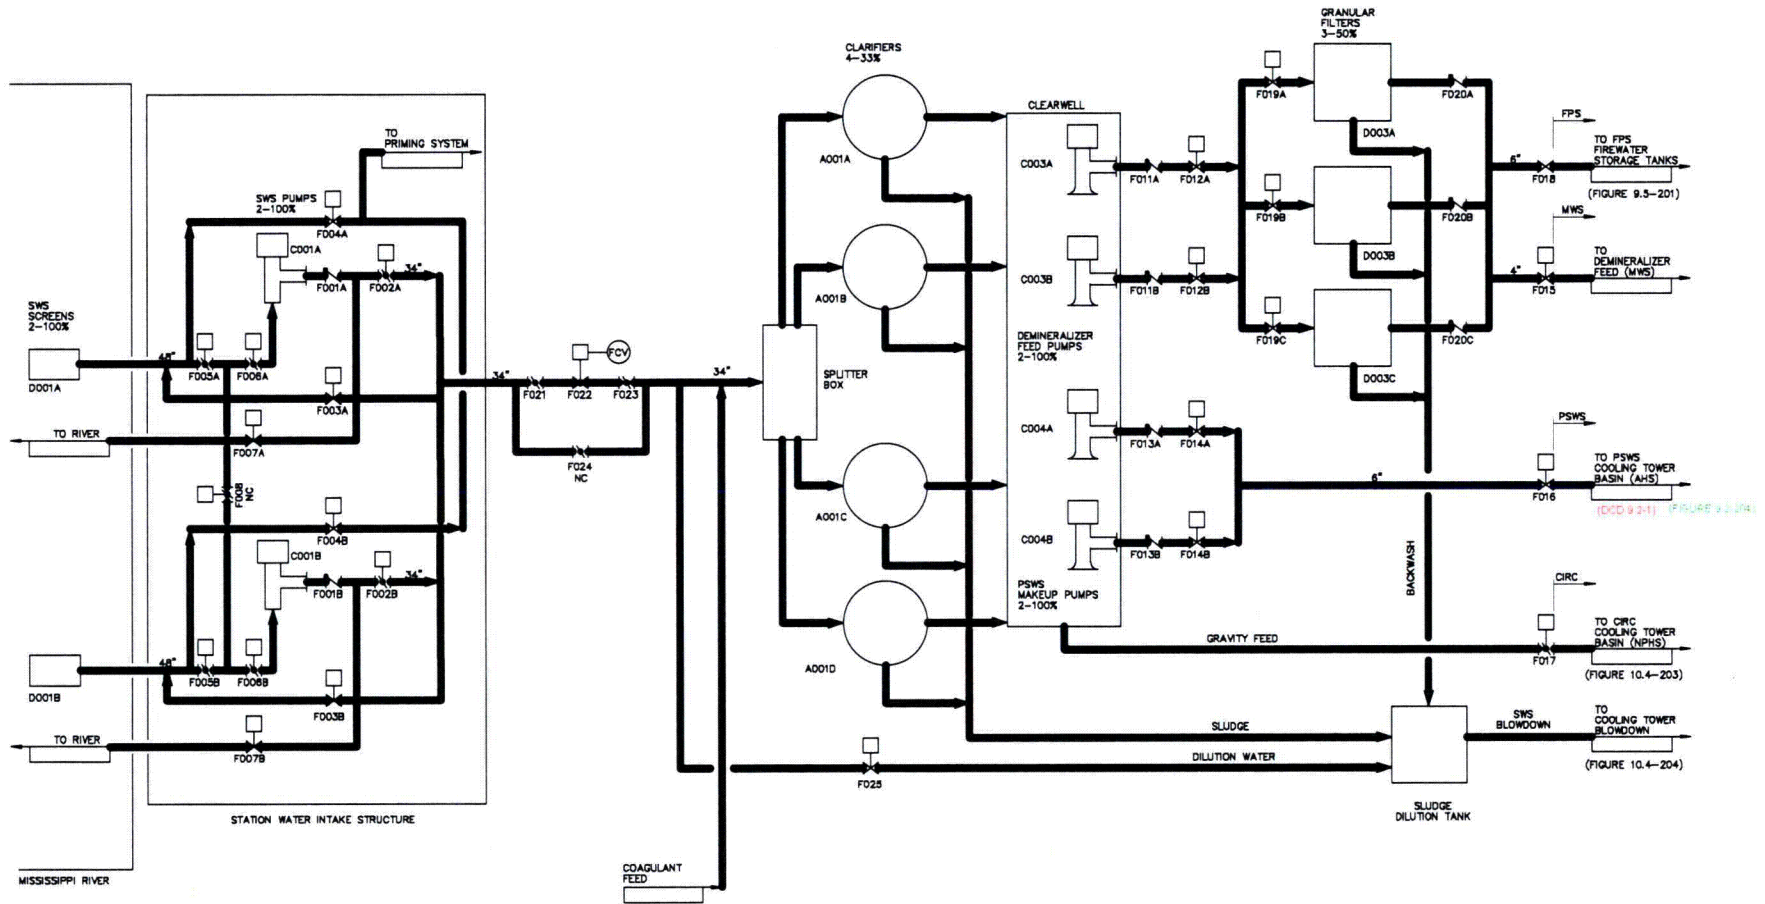 GRANULAR
FILTERS
3-50%
CLARIFIERS
4-33%
F019A
F020A
D003A
FPS
TO FPS
FIREWATER
STORAGE TANKS
(FIGURE 9.5-201)
6"
F018
CLEARWELL
A001A
C003A
F011A
F012A
TO
PRIMING SYSTEM
SWS PUMPS
2-100%
F004A
C001A
F001A
F002A
34"
F019B
F020B
D003B
MWS
TO
DEMINERALIZER
FEED (MWS)
4"
F015
A001B
C003B
F011B
F012B
SWS
SCREENS
2-100%
D001A
48"
F005A
F006A
F003A
TO RIVER
F007A
34"
F021
F022
F023
FCV
34"
F024
NC
SPLITTER
BOX
DEMINERALIZER
FEED PUMPS
2-100%
F019C
F020C
D003C
C004A
F013A
F014A
PSWS
TO PSWS
COOLING TOWER
BASIN (AHS)
(DCD 9.2-1) (FIGURE 9.2-204)
6"
F016
F008
NC
F004B
C001B
F001B
F002B
34"
A001C
C004B
F013B
F014B
BACKWASH
PSWS
MAKEUP PUMPS
2-100%
CIRC
TO CIRC
COOLING TOWER
BASIN (NPHS)
(FIGURE 10.4-203)
GRAVITY FEED
F017
D001B
48"
F005B
F006B
F003B
TO RIVER
F007B
A001D
SLUDGE
DILUTION WATER
F025
SWS
BLOWDOWN
TO
COOLING TOWER
BLOWDOWN
(FIGURE 10.4-204)
SLUDGE
DILUTION TANK
STATION WATER INTAKE STRUCTURE
COAGULANT
FEED
MISSISSIPPI RIVER